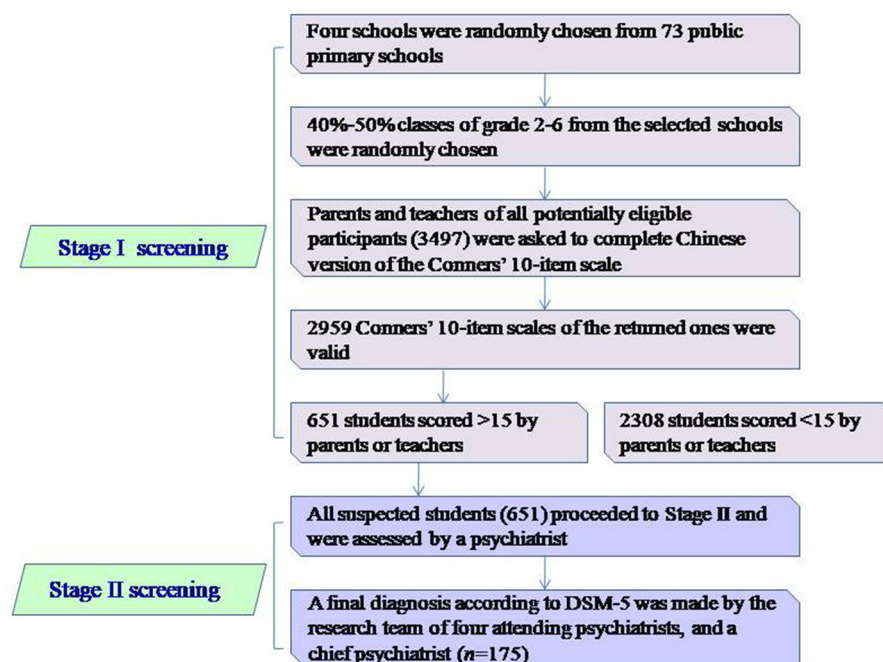 Four schools were randomly chosen from 73 public
primary schools
40%-50% classes of grade 2-6 from the selected schools
were randomly chosen
Parents and teachers of all potentially eligible
participants (3497) were asked to complete Chinese
version of the Conners’ 10-item scale
Stage I screening
2959 Conners’ 10-item scales of the returned ones were
valid
651 students scored >15 by
parents or teachers
2308 students scored <15 by
parents or teachers
All suspected students (651) proceeded to Stage II and
were assessed by a psychiatrist
Stage II screening
A final diagnosis according to DSM-5 was made by the
research team of four attending psychiatrists, and a
chief psychiatrist (n=175)